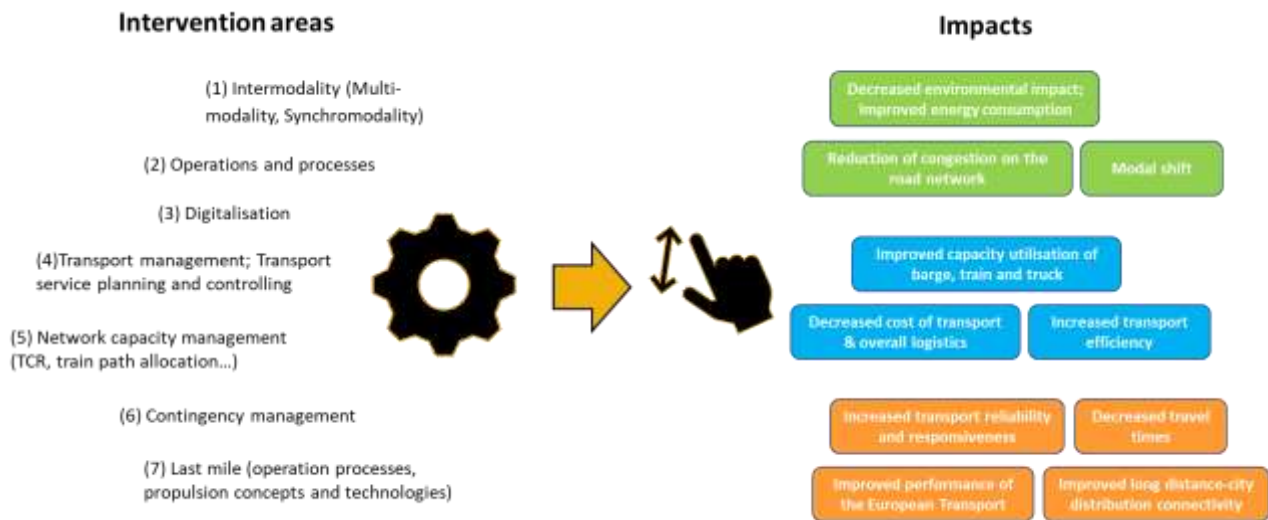 Intervention areas
(1) Intermodality (Multi-
modality, Synchromodality)
(2) Operations and processes
(3) Digitalisation
(4)Transport management; Transport
service planning and controlling
(5) Network capacity management
(TCR, train path allocation...)
(6) Contingency management
(7) Last mile (operation processes,
propulsion concepts and technologies)
Impacts
Decreased environmental impact;
Improved energy consumption
Reduction of congestion on the
road network
Modal shift
Improved capacity utilisation of
barge, train and truck
Decreased cost of transport
& overall logistics
Increased transport
efficiency
Increased transport reliability
and responsiveness
Decreased travel
times
Improved performance of
the European Transport
Improved long distance-city
distribution connectivity